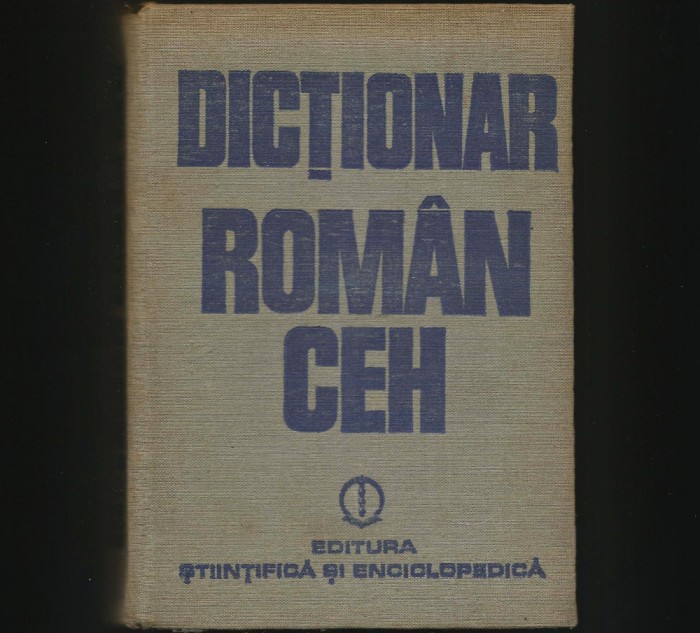 DICȚIONAR
ROMÂN
CEH
EDITURA
ȘTIINȚIFICĂ ȘI ENCICLOPEDICĂ